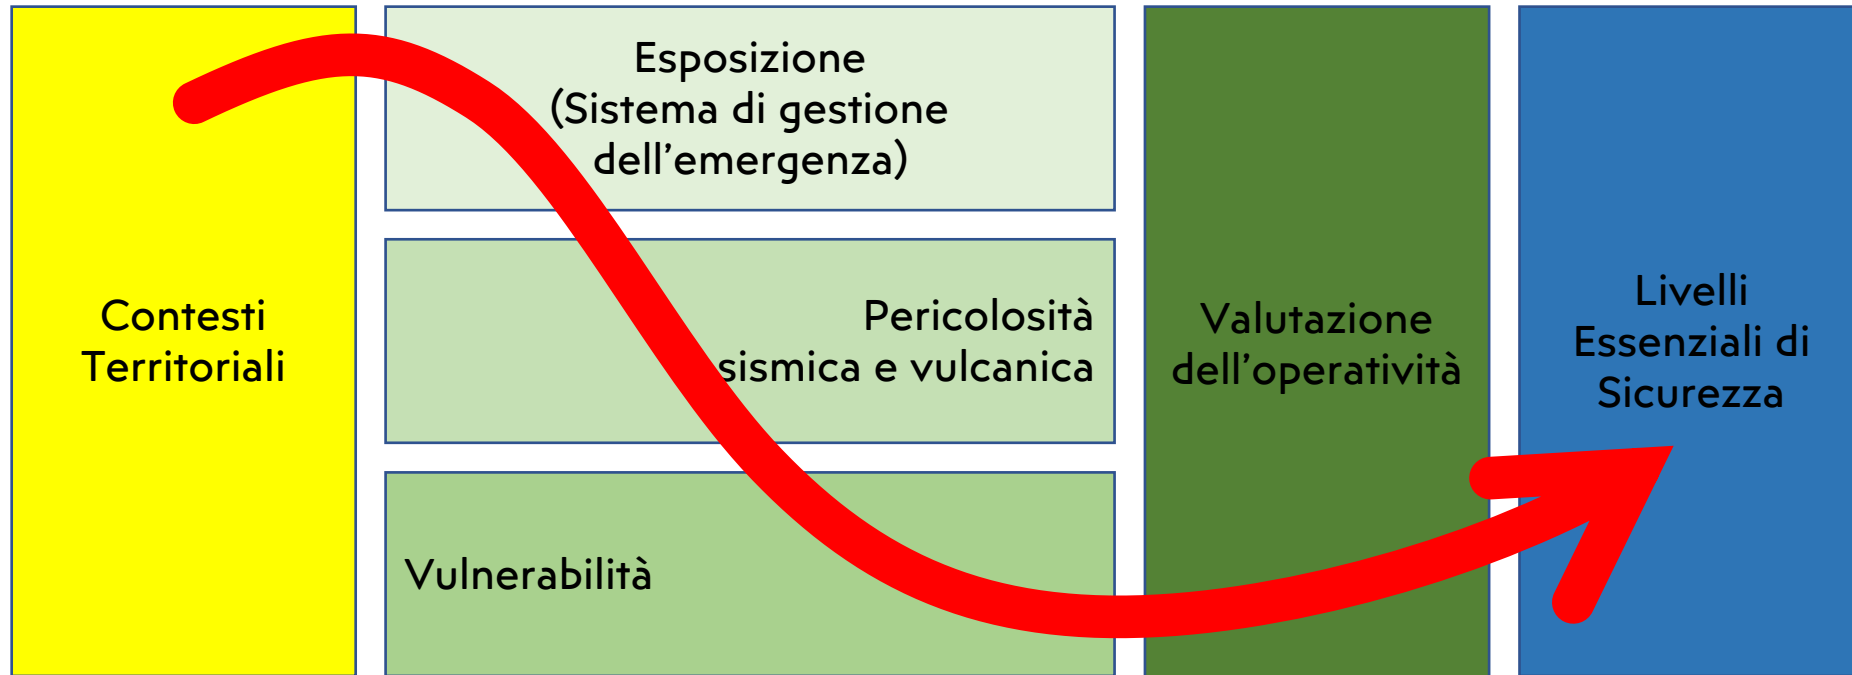 Contesti
Territoriali
Esposizione
(Sistema di gestione
dell’emergenza)
Pericolosità
sismica e vulcanica
Vulnerabilità
Valutazione
dell’operatività
Livelli
Essenziali di
Sicurezza